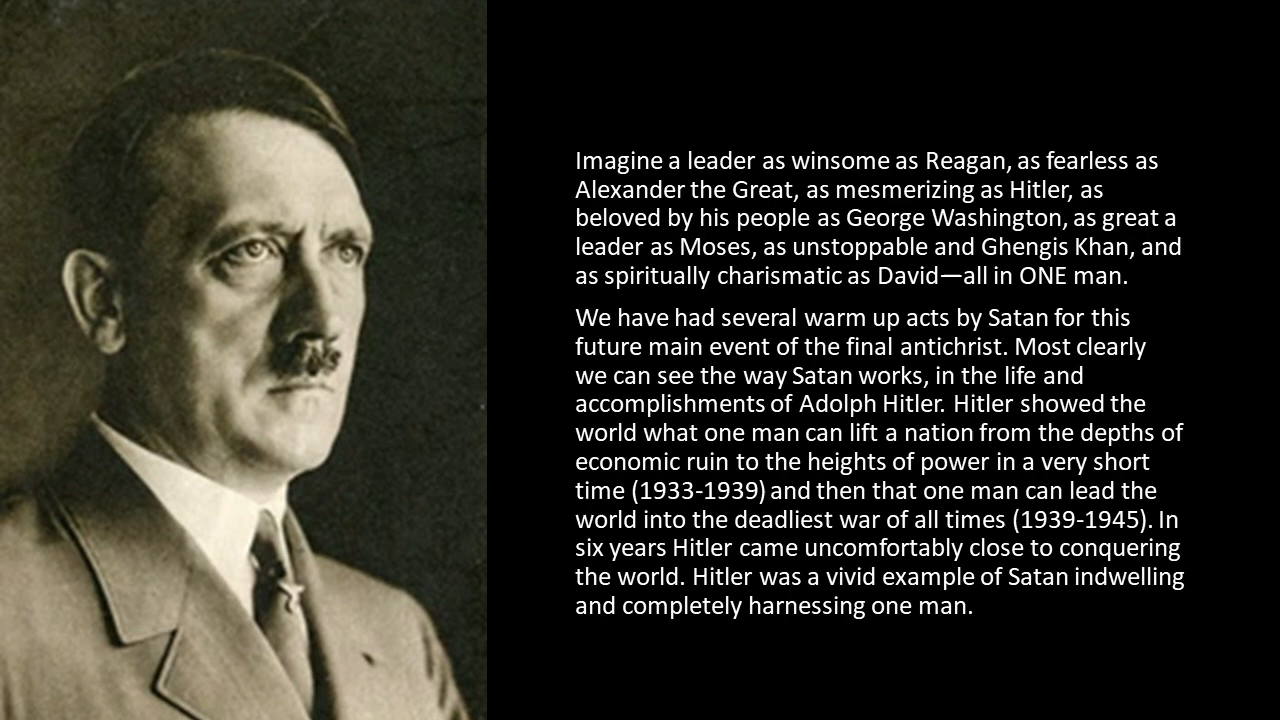 Imagine a leader as winsome as Reagan, as fearless as
Alexander the Great, as mesmerizing as Hitler, as
beloved by his people as George Washington, as great a
leader as Moses, as unstoppable and Ghengis Khan, and
as spiritually charismatic as David—all in ONE man.
We have had several warm up acts by Satan for this
future main event of the final antichrist. Most clearly
we can see the way Satan works, in the life and
accomplishments of Adolph Hitler. Hitler showed the
world what one man can lift a nation from the depths of
economic ruin to the heights of power in a very short
time (1933-1939) and then that one man can lead the
world into the deadliest war of all times (1939-1945). In
six years Hitler came uncomfortably close to conquering
the world. Hitler was a vivid example of Satan indwelling
and completely harnessing one man.